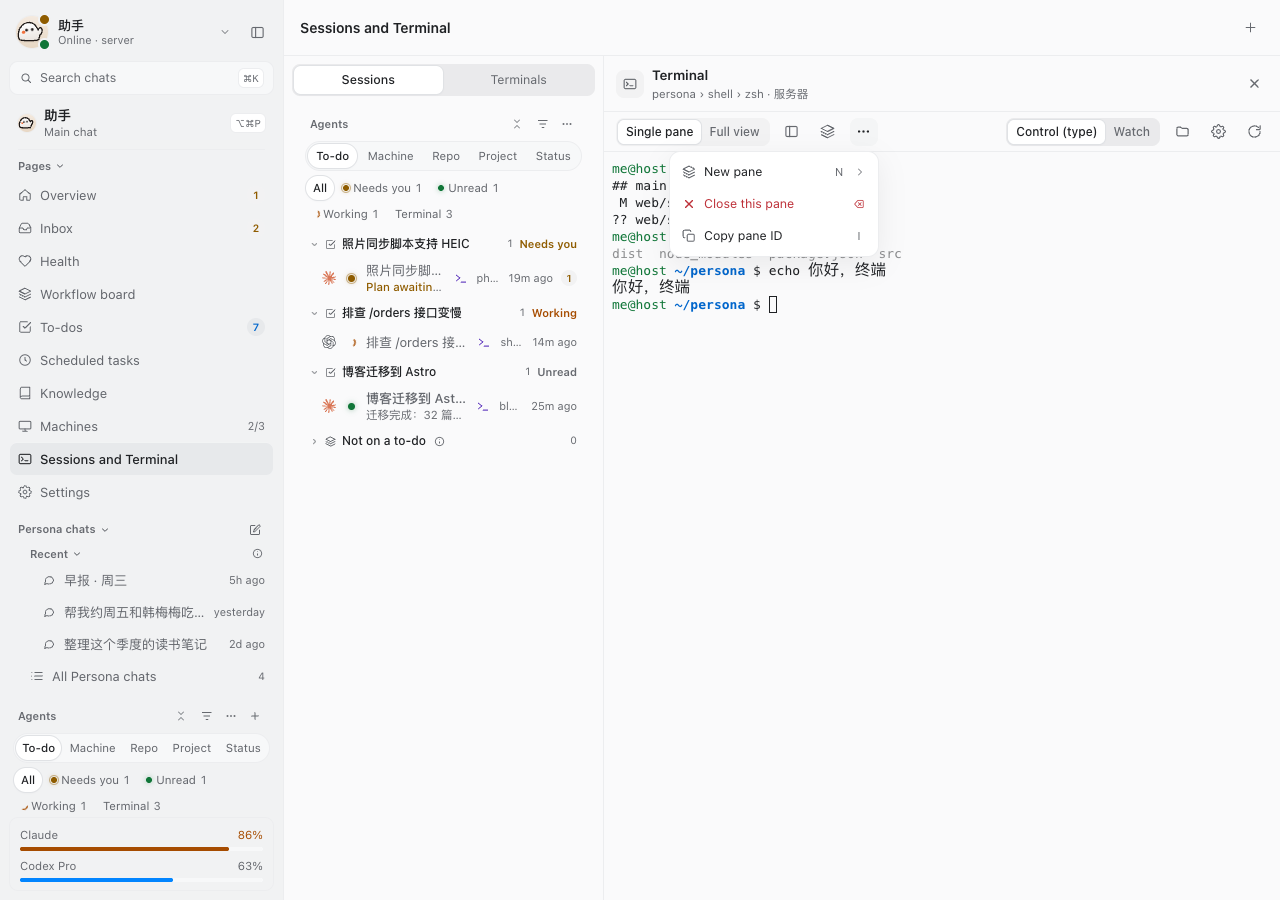 助手
Online · server
Search chats
⌘K
助手
Main chat
⌥⌘P
Pages
Overview
1
Inbox
2
Health
Workflow board
To-dos
7
Scheduled tasks
Knowledge
Machines
2/3
Sessions and Terminal
Settings
Persona chats
Recent
早报 · 周三
5h ago
帮我约周五和韩梅梅吃...
yesterday
整理这个季度的读书笔记
2d ago
All Persona chats
4
Agents
To-do
Machine
Repo
Project
Status
All
Needs you 1
Unread 1
Working 1
Terminal 3
Claude
86%
Codex Pro
63%
Sessions and Terminal
Sessions
Terminals
Agents
To-do
Machine
Repo
Project
Status
All
Needs you 1
Unread 1
Working 1
Terminal 3
照片同步脚本支持 HEIC
1 Needs you
照片同步脚...
ph...
19m ago
1
Plan awaitin...
排查 /orders 接口变慢
1 Working
排查 /orders 接...
sh...
14m ago
博客迁移到 Astro
1 Unread
博客迁移到 Ast...
bl...
25m ago
迁移完成：32 篇...
Not on a to-do
0
Terminal
persona › shell › zsh · 服务器
Single pane
Full view
Control (type)
Watch
New pane
N
Close this pane
Copy pane ID
I
me@host
## main
M web/
?? web/
me@host
dist
src
me@host ~/persona $ echo 你好，终端
你好，终端
me@host ~/persona $